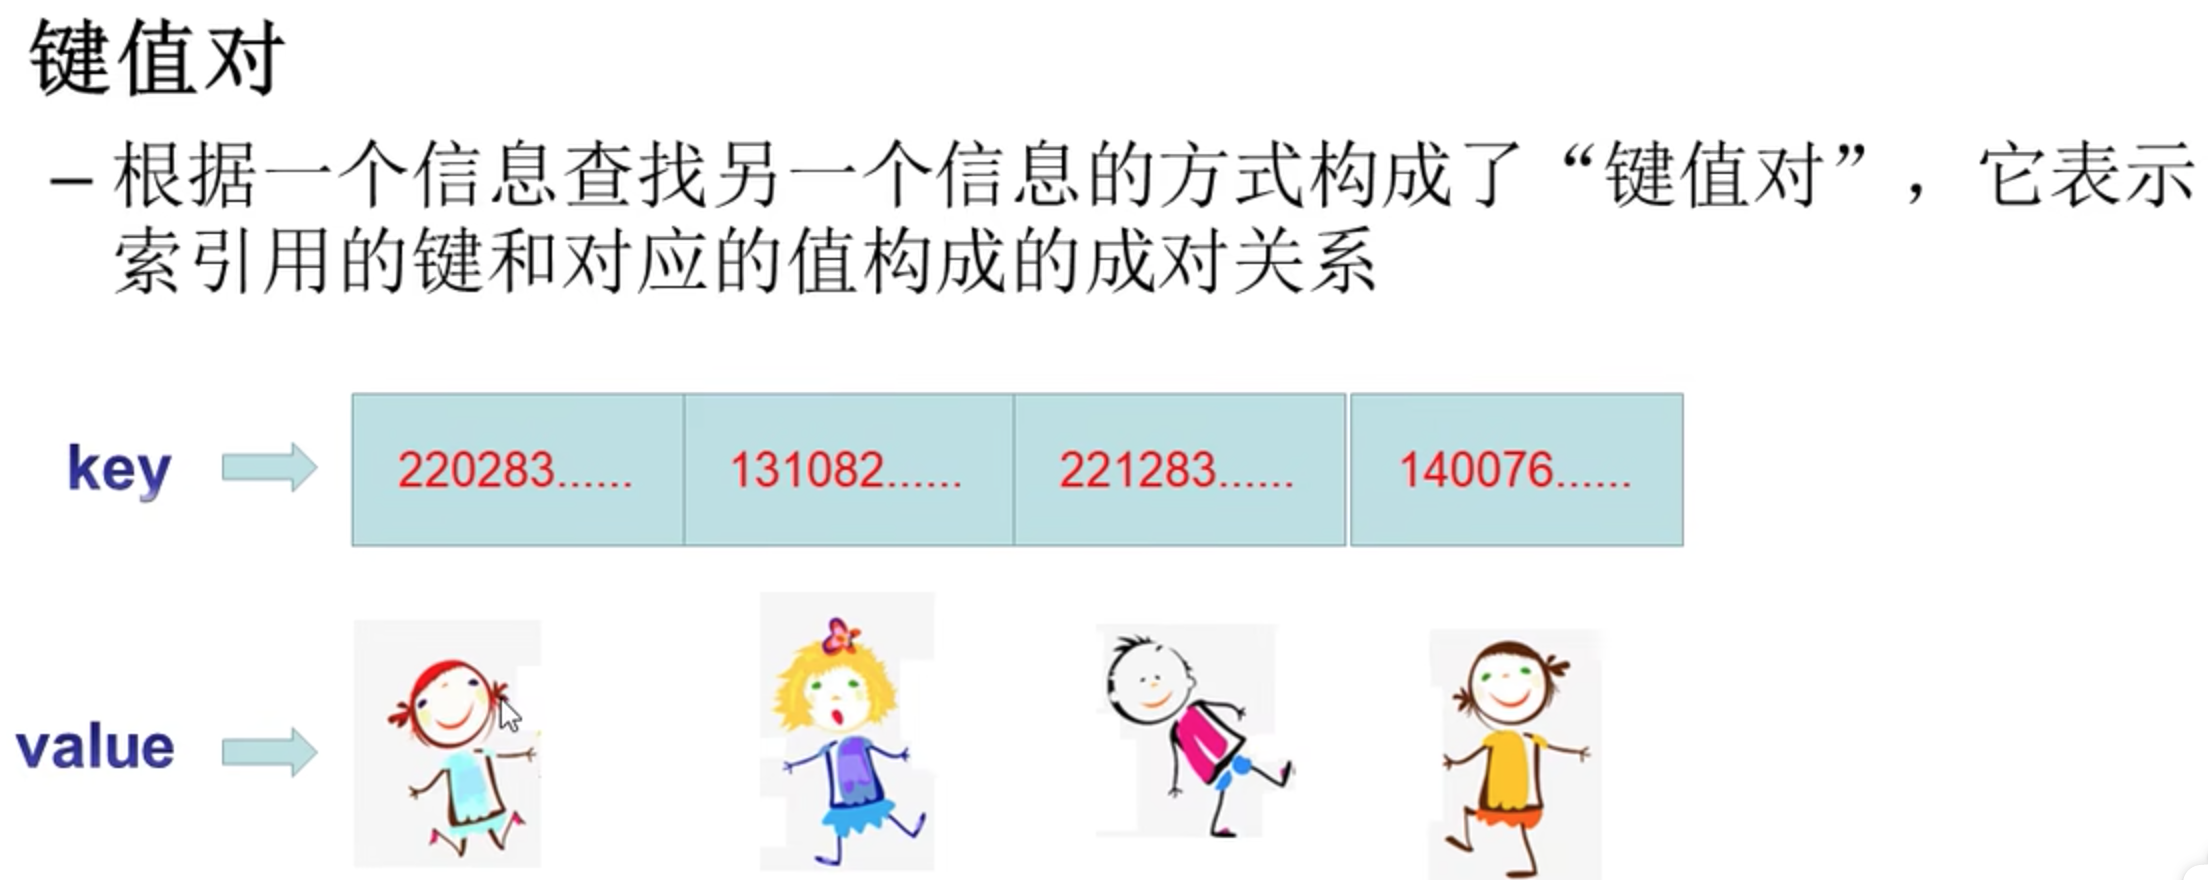 键值对
– 根据一个信息查找另一个信息的方式构成了“键值对”，它表示
索引用的键和对应的值构成的成对关系
key
220283......
131082......
221283......
140076......
value